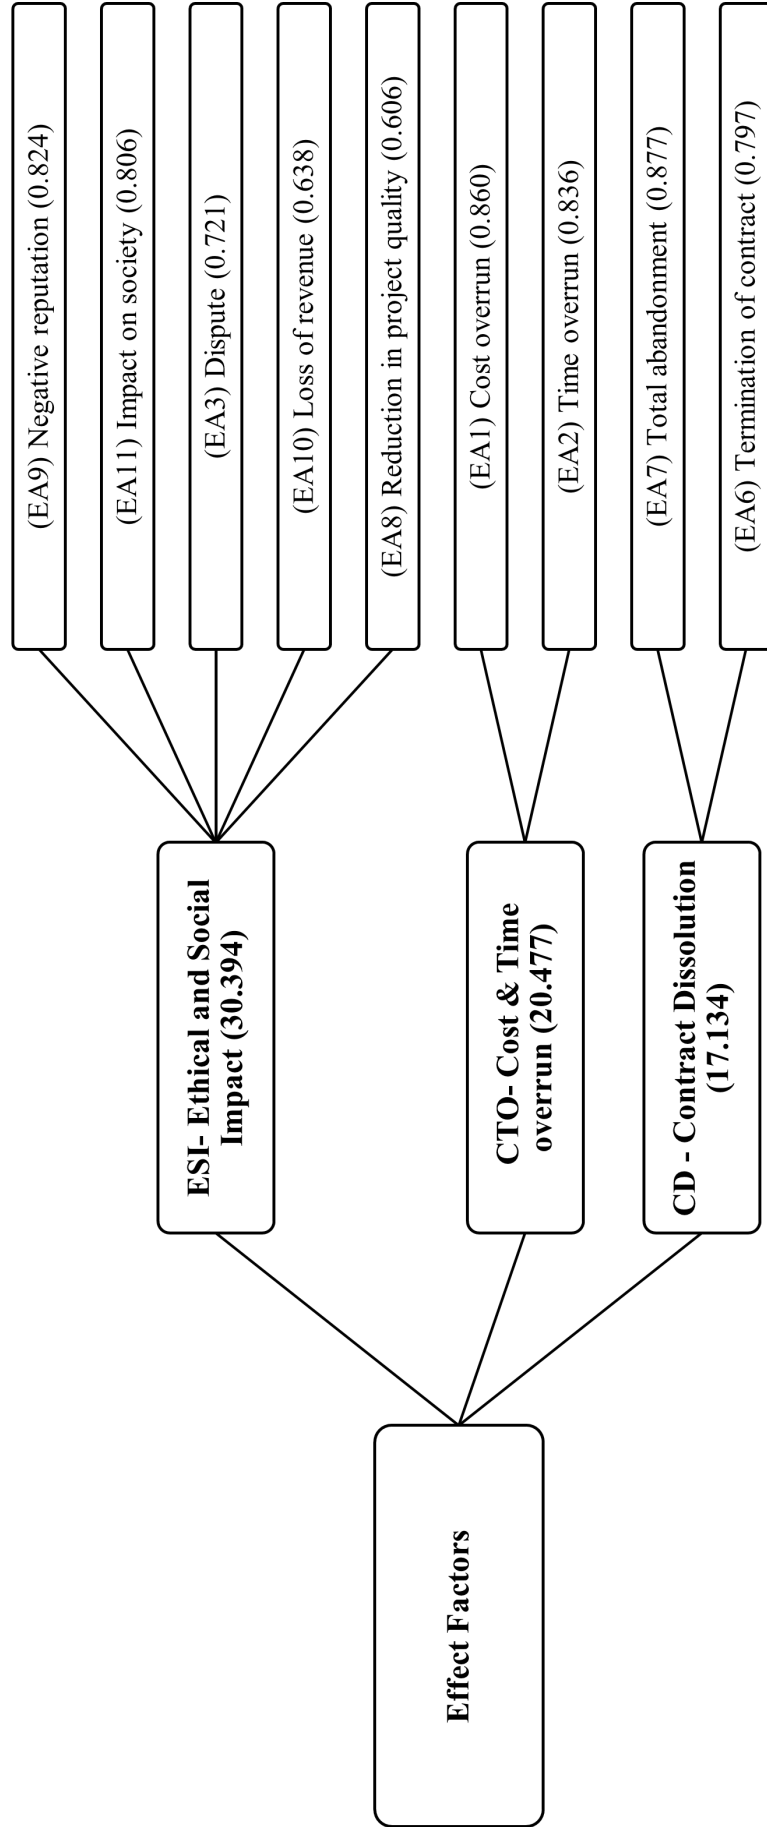 Effect Factors
ESI- Ethical and Social
Impact (30.394)
(EA9) Negative reputation (0.824)
(EA11) Impact on society (0.806)
(EA3) Dispute (0.721)
(EA10) Loss of revenue (0.638)
(EA8) Reduction in project quality (0.606)
CTO- Cost & Time
overrun (20.477)
(EA1) Cost overrun (0.860)
(EA2) Time overrun (0.836)
CD - Contract Dissolution
(17.134)
(EA7) Total abandonment (0.877)
(EA6) Termination of contract (0.797)